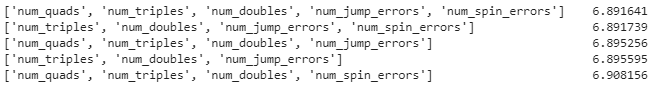 ['num_quads', 'num_triples', 'num_doubles', 'num_jump_errors', 'num_spin_errors'] 6.891641
['num_triples', 'num_doubles', 'num_jump_errors', 'num_spin_errors'] 6.891739
['num_quads', 'num_triples', 'num_doubles', 'num_jump_errors'] 6.895256
['num_triples', 'num_doubles', 'num_jump_errors'] 6.895595
['num_quads', 'num_triples', 'num_doubles', 'num_spin_errors'] 6.908156